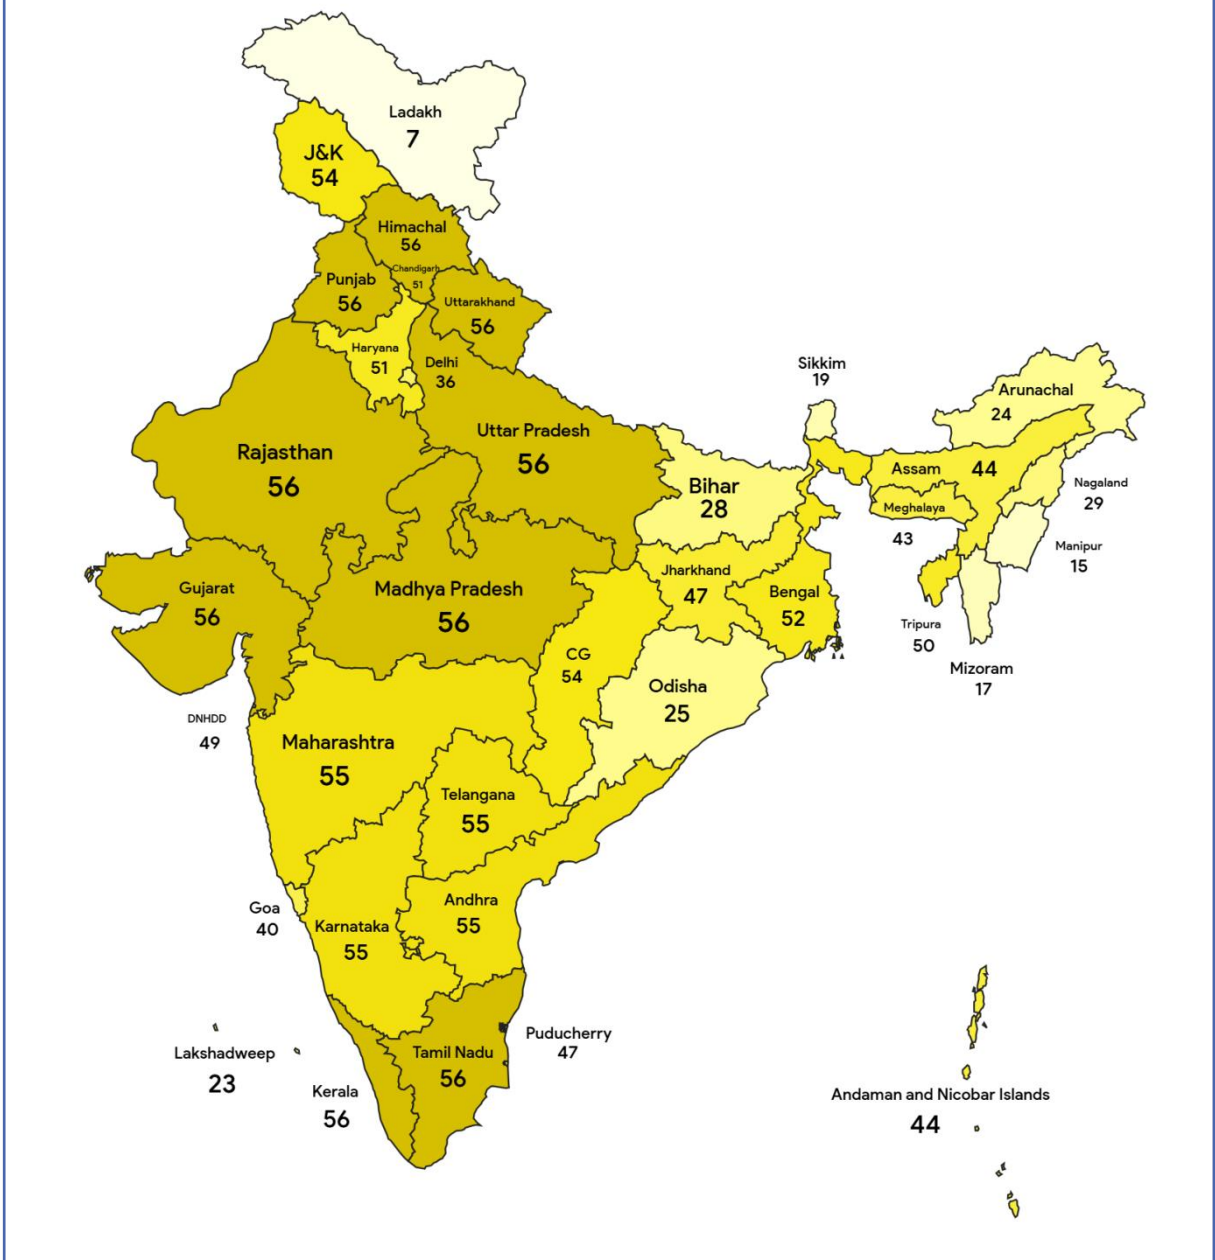 Ladakh
7
J&K
54
Himachal
56
Chandigarh
51
Punjab
56
Uttarakhand
56
Haryana
51
Delhi
36
Sikkim
19
Arunachal
24
Rajasthan
56
Uttar Pradesh
56
Bihar
28
Assam 44
Nagaland
29
Meghalaya
43
Manipur
15
Gujarat
56
Madhya Pradesh
56
Jharkhand
47
Bengal
52
Tripura
50
Mizoram
17
CG
54
Odisha
25
DNHDD
49
Maharashtra
55
Telangana
55
Goa
40
Karnataka
55
Andhra
55
Lakshadweep
23
Kerala
56
Tamil Nadu
56
Puducherry
47
Andaman and Nicobar Islands
44